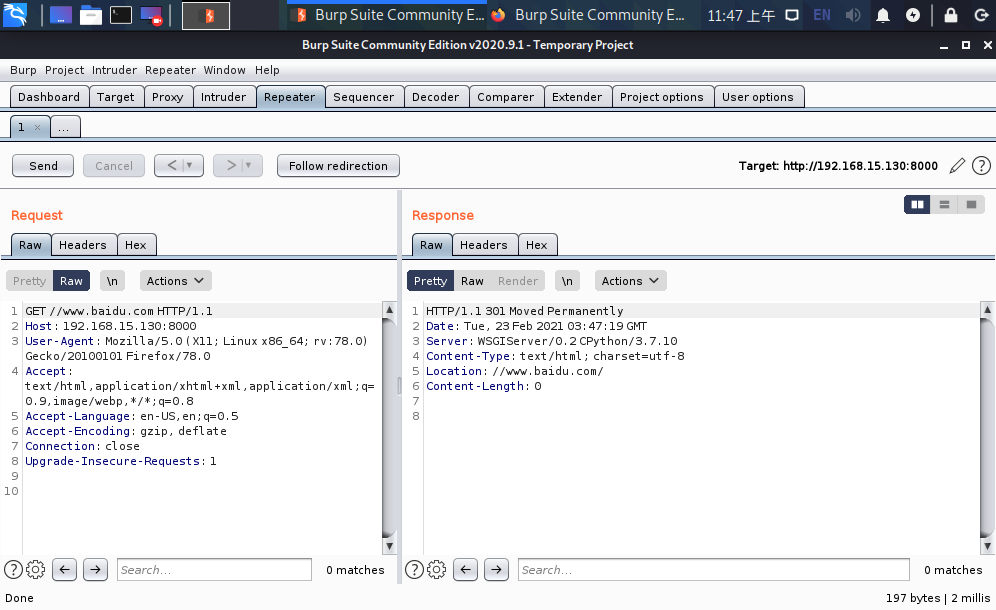 Burp Suite Community E... Burp Suite Community E... 11:47 上午 EN
Burp Suite Community Edition v2020.9.1 - Temporary Project
Burp Project Intruder Repeater Window Help
Dashboard Target Proxy Intruder Repeater Sequencer Decoder Comparer Extender Project options User options
1 × ...
Send Cancel < > Follow redirection Target: http://192.168.15.130:8000
Request
Raw Headers Hex
Pretty Raw \n Actions
1 GET //www.baidu.com HTTP/1.1
2 Host: 192.168.15.130:8000
3 User-Agent: Mozilla/5.0 (X11; Linux x86_64; rv:78.0)
Gecko/20100101 Firefox/78.0
4 Accept:
text/html,application/xhtml+xml,application/xml;q=
0.9,image/webp,*/*;q=0.8
5 Accept-Language: en-US,en;q=0.5
6 Accept-Encoding: gzip, deflate
7 Connection: close
8 Upgrade-Insecure-Requests: 1
9
10
Search... 0 matches
Response
Raw Headers Hex
Pretty Raw Render \n Actions
1 HTTP/1.1 301 Moved Permanently
2 Date: Tue, 23 Feb 2021 03:47:19 GMT
3 Server: WSGIServer/0.2 CPython/3.7.10
4 Content-Type: text/html; charset=utf-8
5 Location: //www.baidu.com/
6 Content-Length: 0
7
8
Search... 0 matches
Done 197 bytes | 2 millis